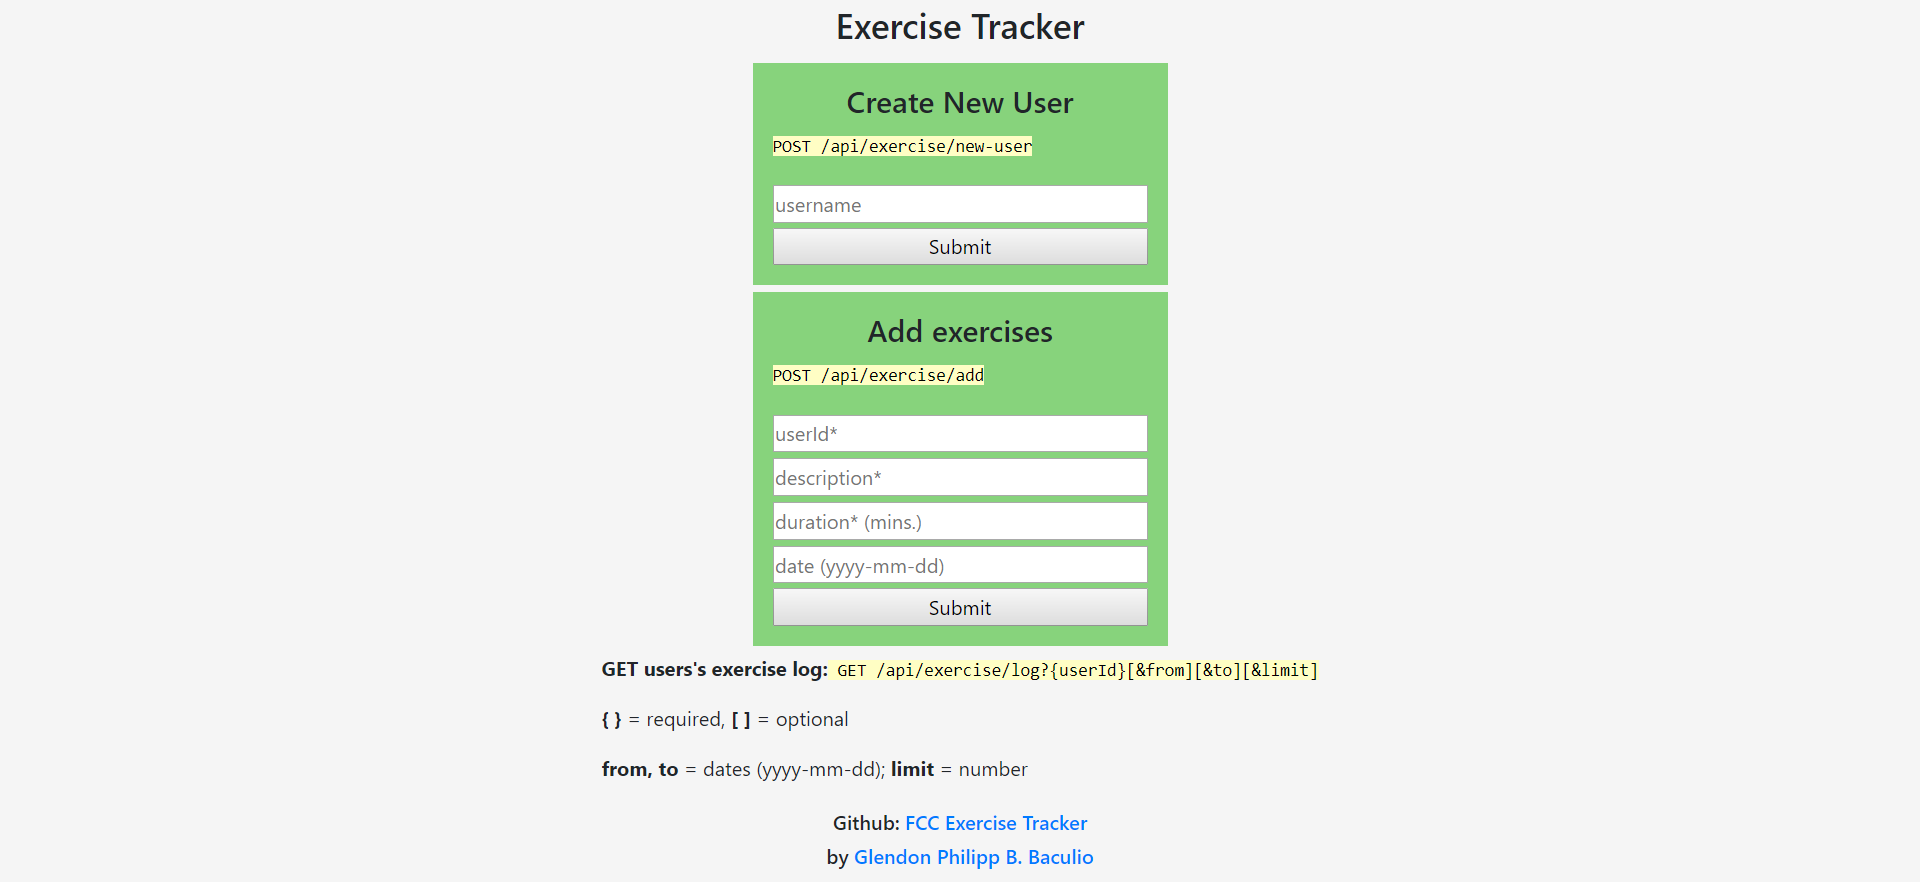 Exercise Tracker
Create New User
POST /api/exercise/new-user
username
Submit
Add exercises
POST /api/exercise/add
userId*
description*
duration* (mins.)
date (yyyy-mm-dd)
Submit
GET users's exercise log: GET /api/exercise/log?{userId}[&from][&to][&limit]
{ } = required, [ ] = optional
from, to = dates (yyyy-mm-dd); limit = number
Github: FCC Exercise Tracker
by Glendon Philipp B. Baculio